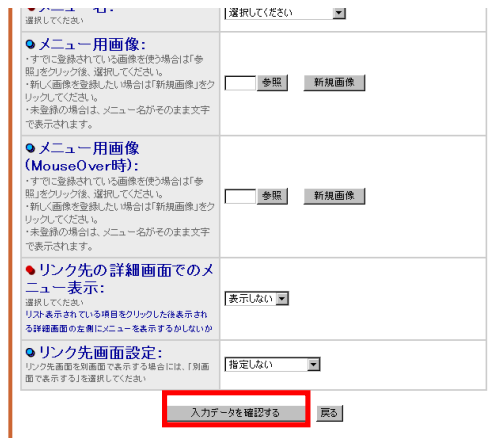 メニュー名:
選択してください
選択してください
メニュー用画像:
・すでに登録されている画像を使う場合は「参
照」をクリック後、選択してください。
・新しく画像を登録したい場合は「新規画像」をク
リックしてください。
・未登録の場合は、メニュー名がそのまま文字
で表示されます。
参照 新規画像
メニュー用画像
(MouseOver時):
・すでに登録されている画像を使う場合は「参
照」をクリック後、選択してください。
・新しく画像を登録したい場合は「新規画像」をク
リックしてください。
・未登録の場合は、メニュー名がそのまま文字
で表示されます。
参照 新規画像
リンク先の詳細画面でのメ
ニュー表示:
選択してください
リスト表示されている項目をクリックした後表示され
る詳細画面の左側にメニューを表示するかしないか
表示しない
リンク先画面設定:
リンク先画面を別画面で表示する場合には、「別画
面で表示する」を選択してください
指定しない
入力データを確認する 戻る